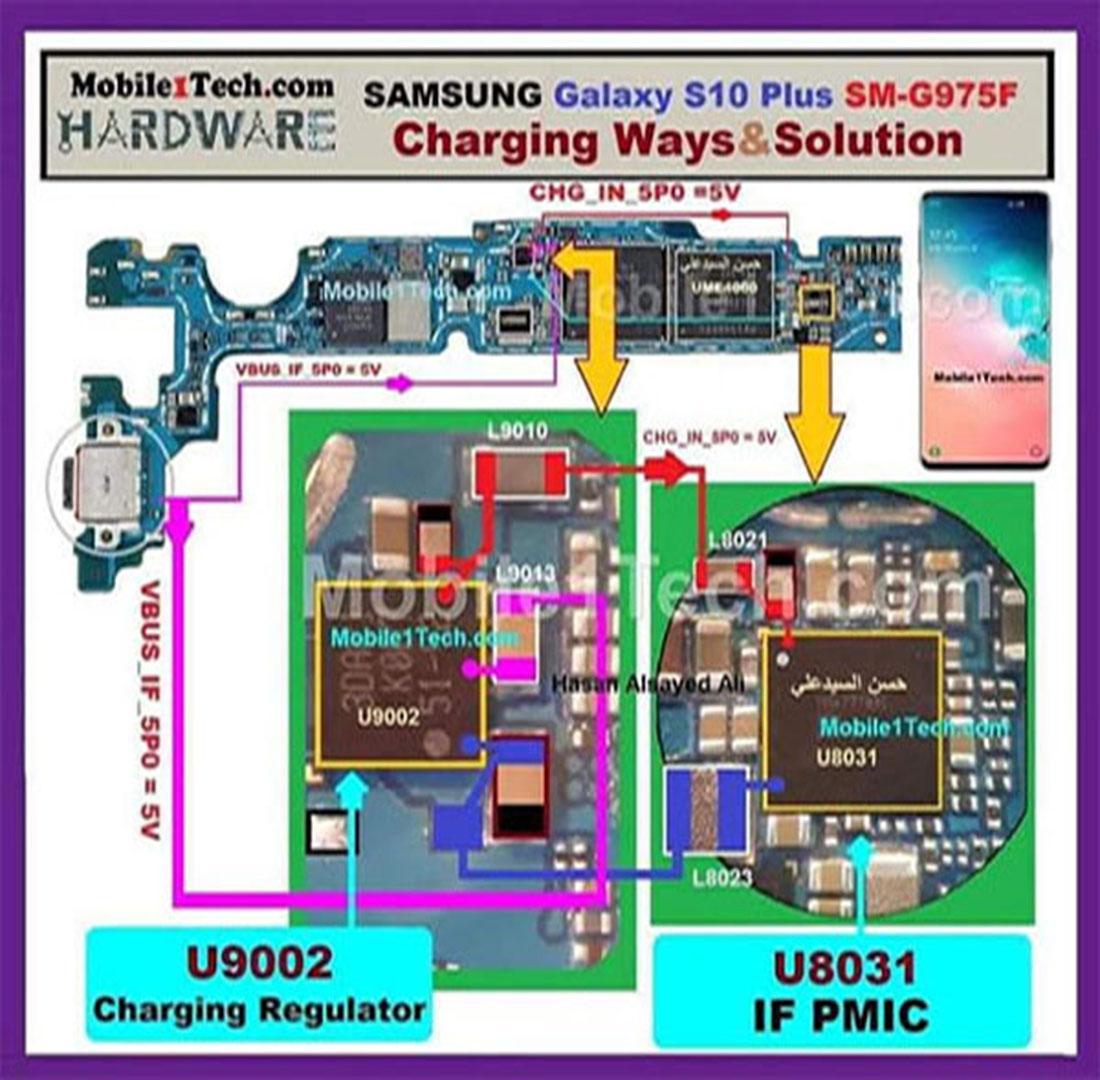 Mobile1Tech.com
HARDWARE
SAMSUNG Galaxy S10 Plus SM-G975F
Charging Ways&Solution
CHG_IN_5P0 =5V
حسن السيدعلي
Mobile1Tech.com
Mobile1Tech.com
VBUS_IF_5P0 = 5V
Mobile1Tech.com
L9010
CHG_IN_5P0 = 5V
L8021
L9013
Mobile1Tech.com
VBUS_IF_5P0 = 5V
Mobile1Tech.com
Hasan Alsayed Ali
حسن السيدعلي
U9002
Mobile1Tech.com
U8031
L8023
U9002
Charging Regulator
U8031
IF PMIC